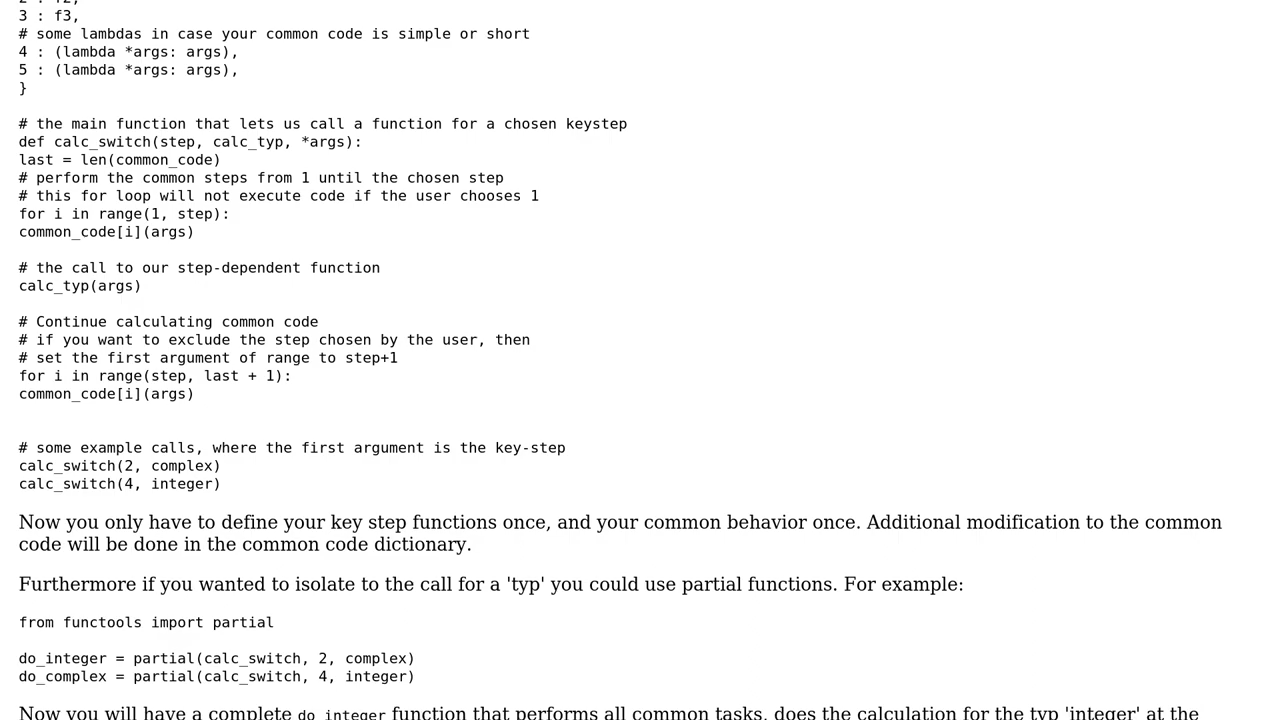 2 : f2,
3 : f3,
# some lambdas in case your common code is simple or short
4 : (lambda *args: args),
5 : (lambda *args: args),
}
# the main function that lets us call a function for a chosen keystep
def calc_switch(step, calc_typ, *args):
last = len(common_code)
# perform the common steps from 1 until the chosen step
# this for loop will not execute code if the user chooses 1
for i in range(1, step):
common_code[i](args)
# the call to our step-dependent function
calc_typ(args)
# Continue calculating common code
# if you want to exclude the step chosen by the user, then
# set the first argument of range to step+1
for i in range(step, last + 1):
common_code[i](args)
# some example calls, where the first argument is the key-step
calc_switch(2, complex)
calc_switch(4, integer)
Now you only have to define your key step functions once, and your common behavior once. Additional modification to the common
code will be done in the common code dictionary.
Furthermore if you wanted to isolate to the call for a 'typ' you could use partial functions. For example:
from functools import partial
do_integer = partial(calc_switch, 2, complex)
do_complex = partial(calc_switch, 4, integer)
Now you will have a complete do_integer function that performs all common tasks, does the calculation for the typ 'integer' at the